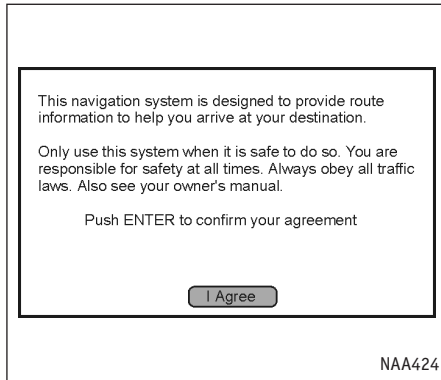 This navigation system is designed to provide route
information to help you arrive at your destination.
Only use this system when it is safe to do so. You are
responsible for safety at all times. Always obey all traffic
laws. Also see your owner's manual.
Push ENTER to confirm your agreement
I Agree
NAA424